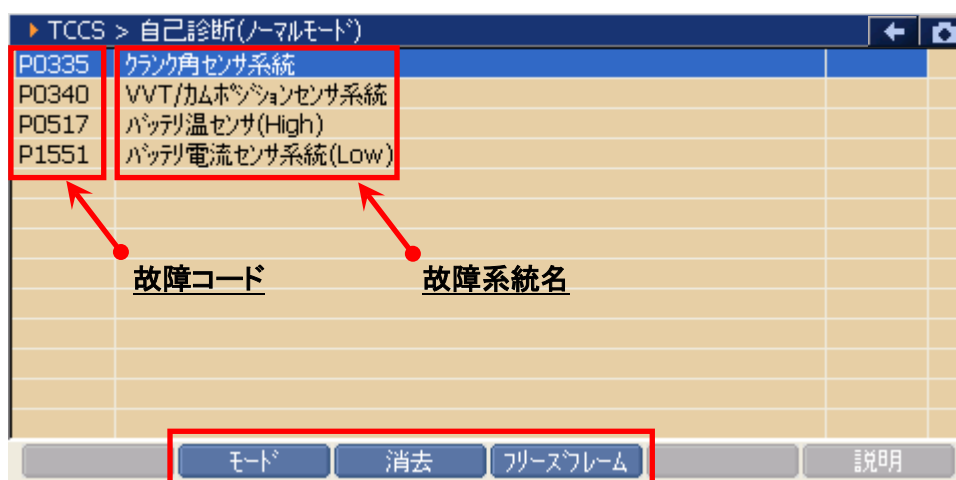 TCCS > 自己診断(ﾉｰﾏﾙﾓｰﾄﾞ)
P0335 ｸﾗﾝｸ角ｾﾝｻ系統
P0340 VVT/ｶﾑﾎﾟｼﾞｼｮﾝｾﾝｻ系統
P0517 ﾊﾞｯﾃﾘ温ｾﾝｻ(High)
P1551 ﾊﾞｯﾃﾘ電流ｾﾝｻ系統(Low)
故障コード 故障系統名
ﾓｰﾄﾞ 消去 ﾌﾘｰｽﾞﾌﾚｰﾑ 説明